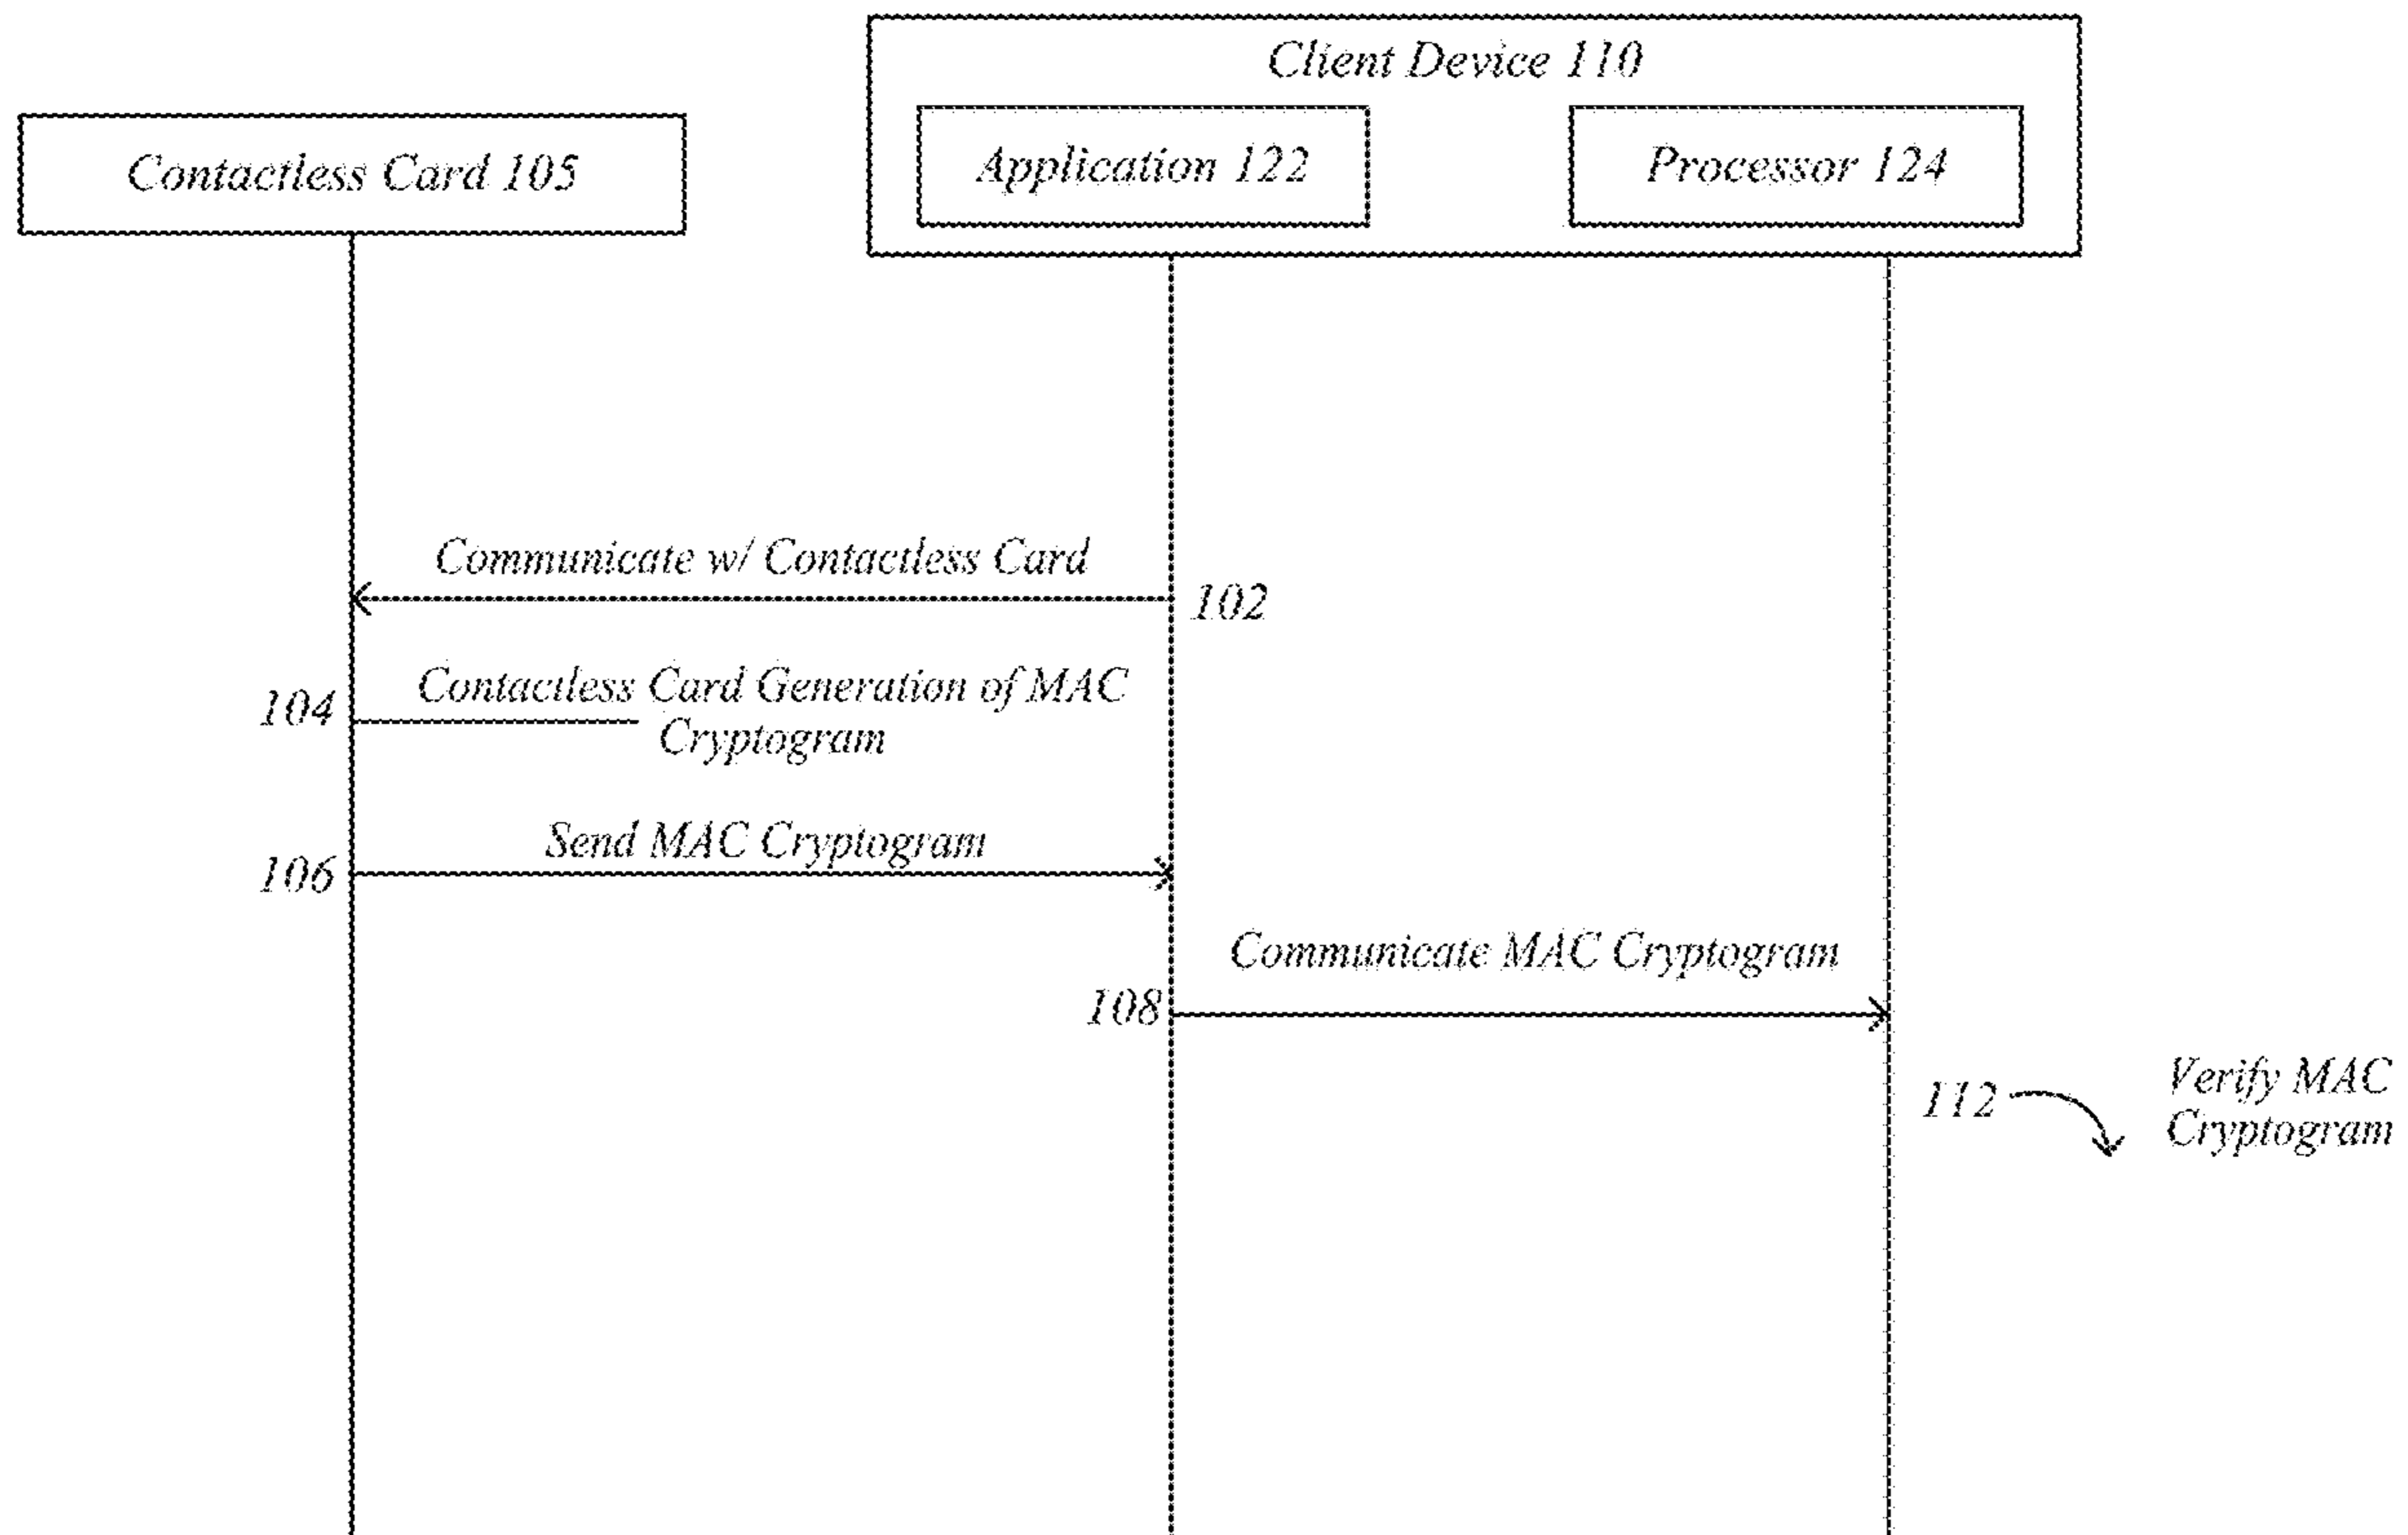 Client Device 110
Contactless Card 105
Application 122
Processor 124
Communicate w/ Contactless Card
102
104
Contactless Card Generation of MAC
Cryptogram
Send MAC Cryptogram
106
Communicate MAC Cryptogram
108
112
Verify MAC
Cryptogram